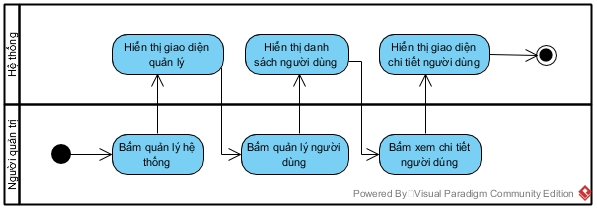 Hệ thống
Hiển thị giao diện
quản lý
Hiển thị danh
sách người dùng
Hiển thị giao diện
chi tiết người dùng
Người quản trị
Bấm quản lý hệ
thống
Bấm quản lý người
dùng
Bấm xem chi tiết
người dùng
Powered By Visual Paradigm Community Edition